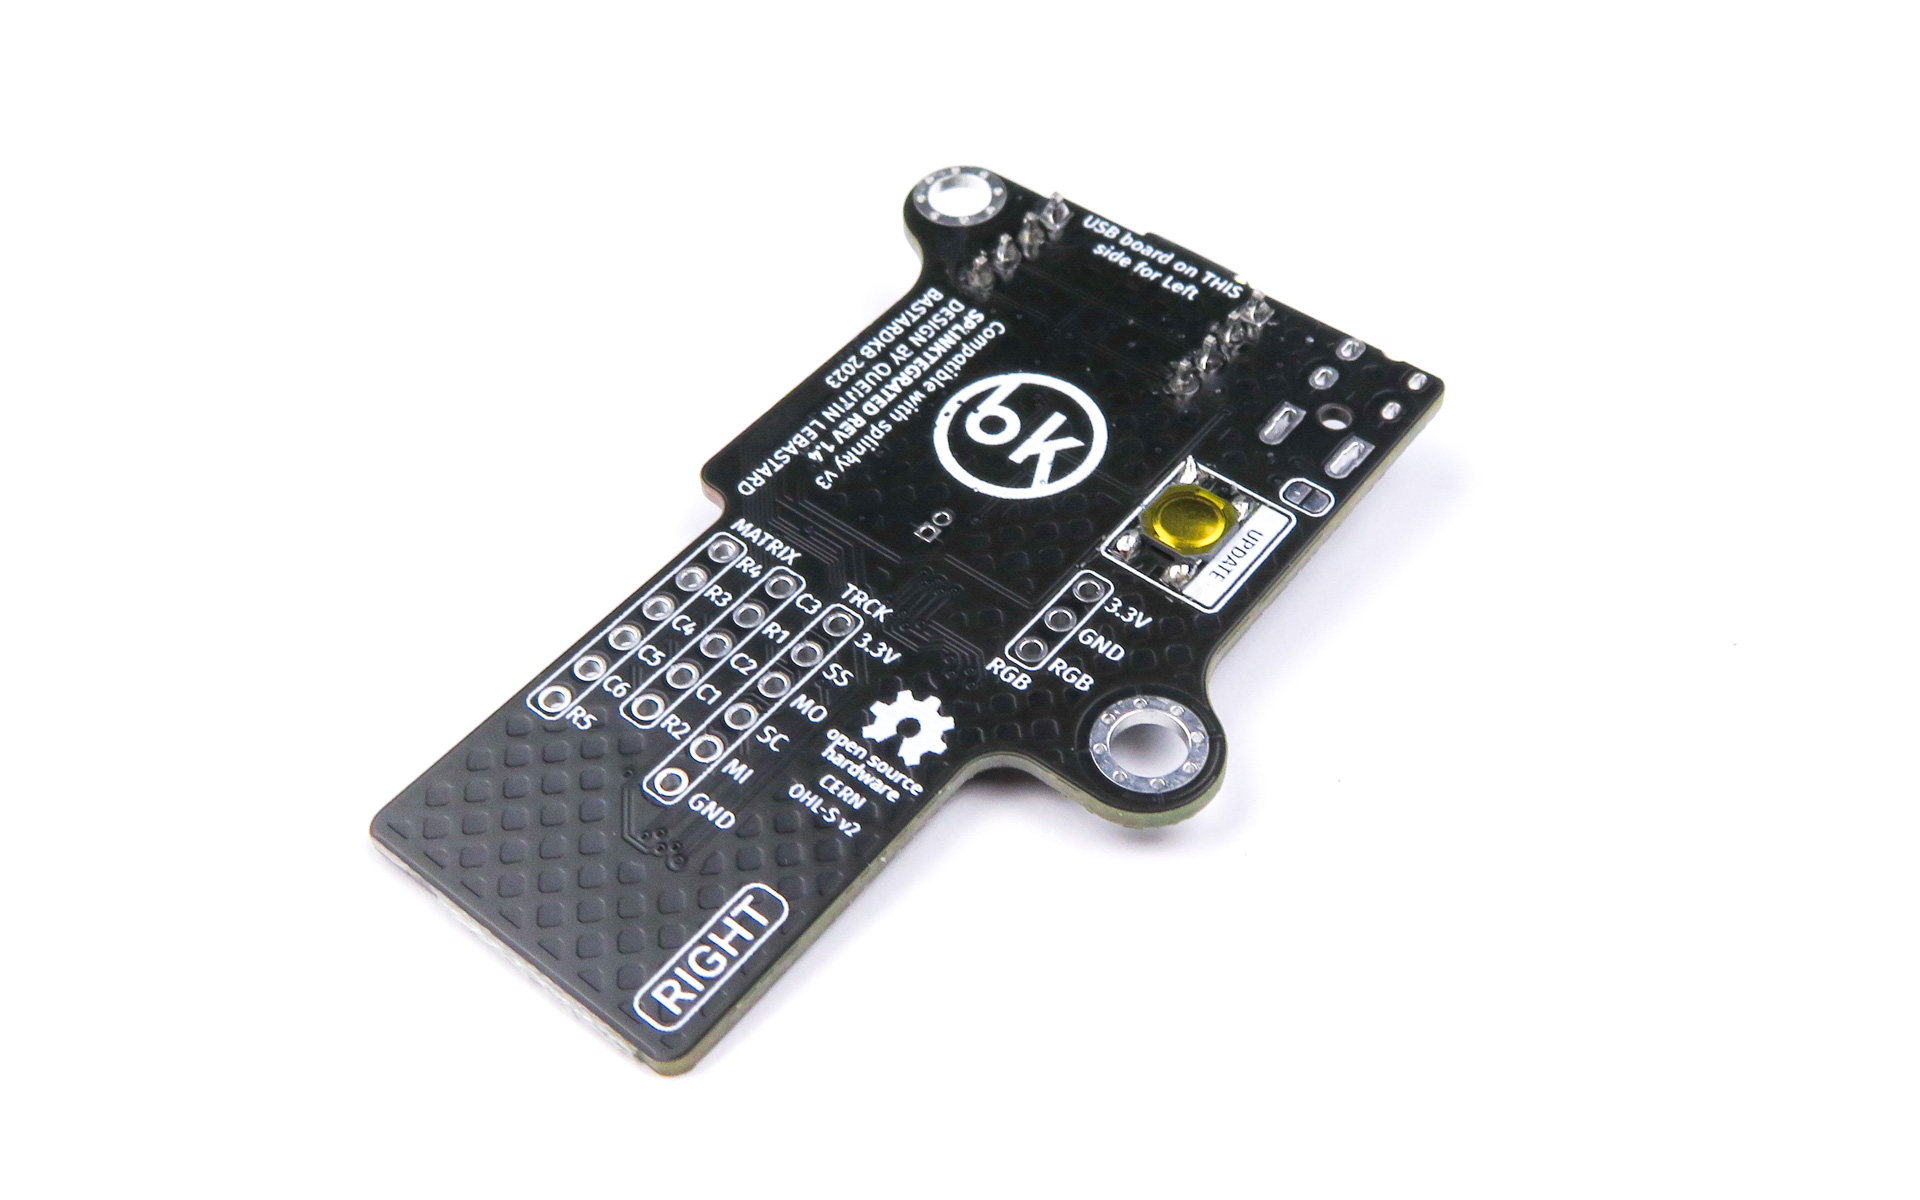 USB board on THIS
side for Left
Compatible with splinky v3
SPLINKTEGRATED REV 1.4
DESIGN BY QUENTIN LEBASTARD
BASTARDKB 2023
bk
UPDATE
3.3V
GND
RGB
RGB
MATRIX
R4
R3
C4
C5
C6
R5
C3
R1
C2
C1
R2
TRCK
3.3V
SS
MO
SC
MI
GND
open source
hardware
CERN
OHL-S v2
RIGHT